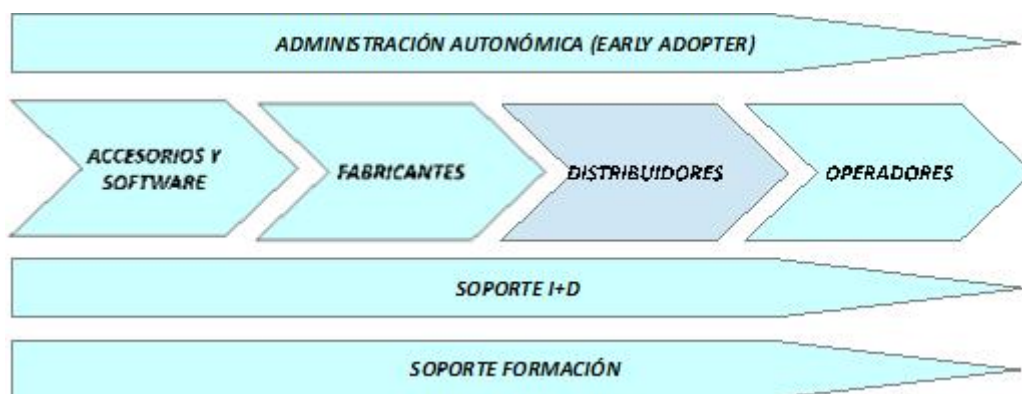 ADMINISTRACIÓN AUTONÓMICA (EARLY ADOPTER)
ACCESORIOS Y
SOFTWARE
FABRICANTES
DISTRIBUIDORES
OPERADORES
SOPORTE I+D
SOPORTE FORMACIÓN